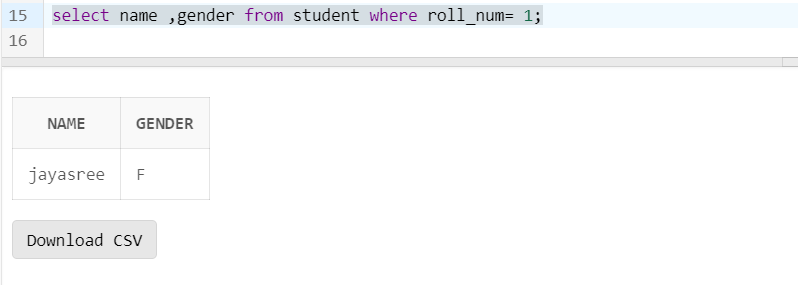 15 select name ,gender from student where roll_num= 1;
16
NAME GENDER
jayasree F
Download CSV